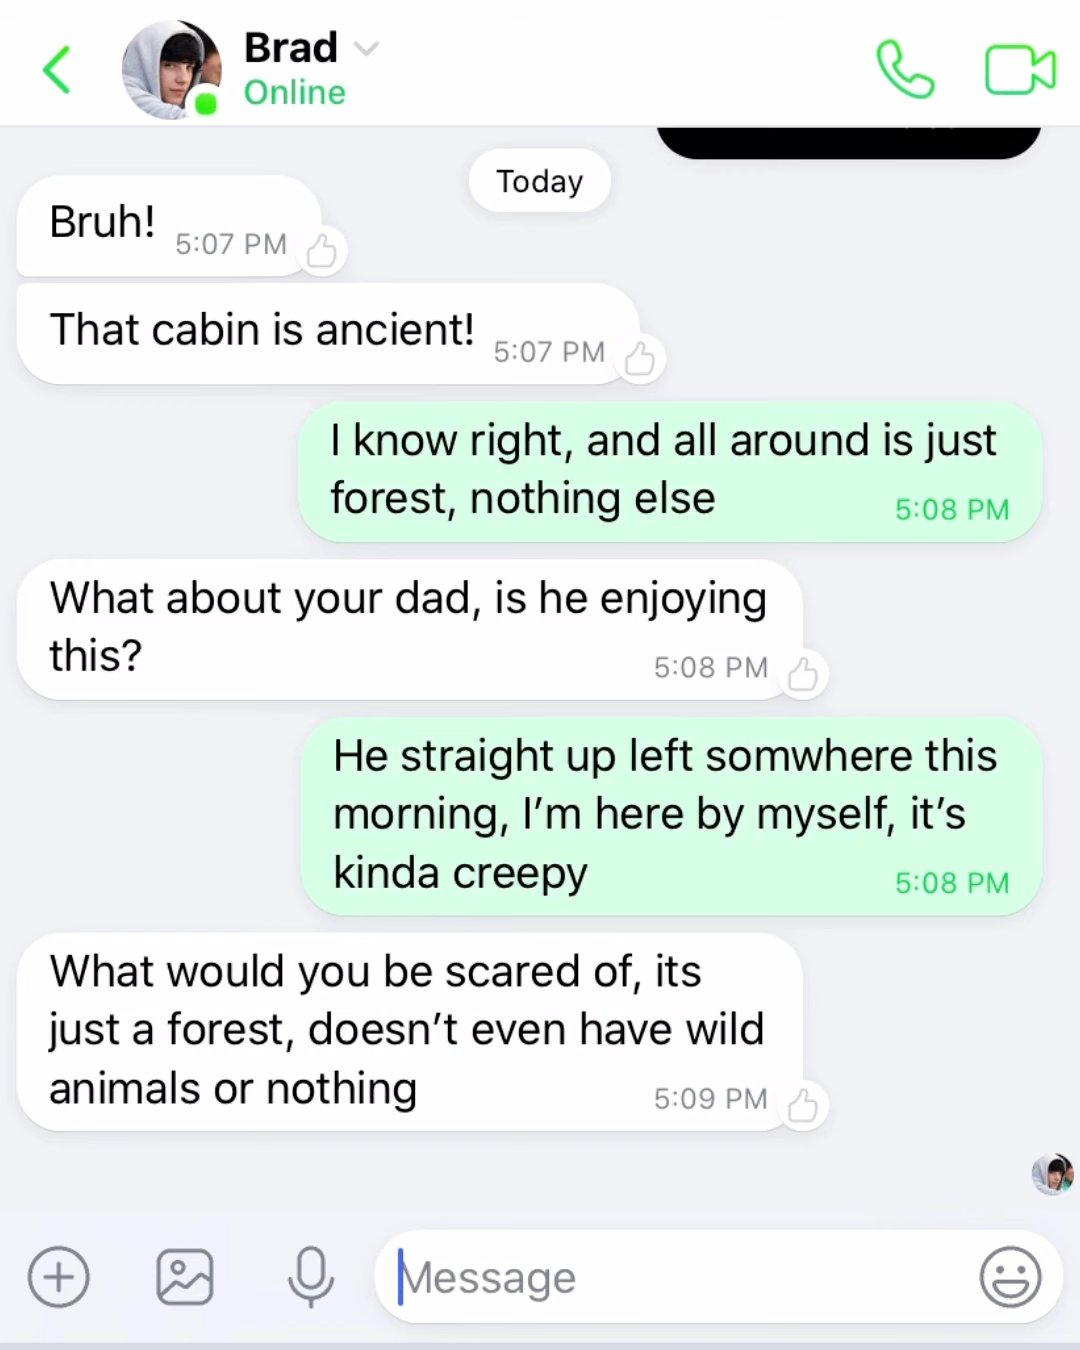 Brad
Online
Today
Bruh!
5:07 PM
That cabin is ancient!
5:07 PM
I know right, and all around is just
forest, nothing else
5:08 PM
What about your dad, is he enjoying
this?
5:08 PM
He straight up left somwhere this
morning, I’m here by myself, it’s
kinda creepy
5:08 PM
What would you be scared of, its
just a forest, doesn’t even have wild
animals or nothing
5:09 PM
Message